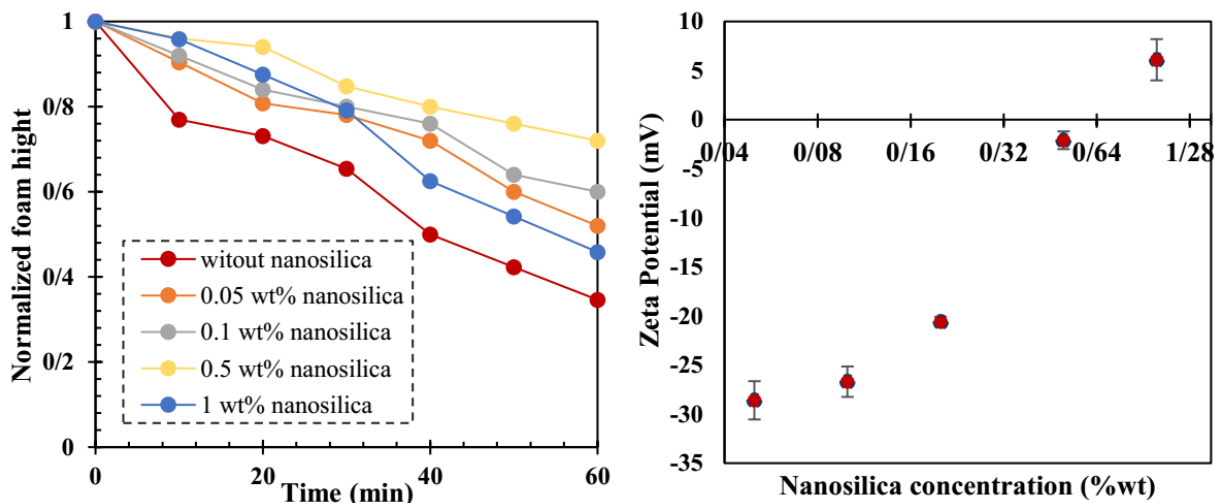 Normalized foam hight
1
0/8
0/6
0/4
0/2
0
0
20
40
60
Time (min)
witout nanosilica
0.05 wt% nanosilica
0.1 wt% nanosilica
0.5 wt% nanosilica
1 wt% nanosilica
Zeta Potential (mV)
10
5
0
-5
-10
-15
-20
-25
-30
-35
0/04
0/08
0/16
0/32
0/64
1/28
Nanosilica concentration (%wt)